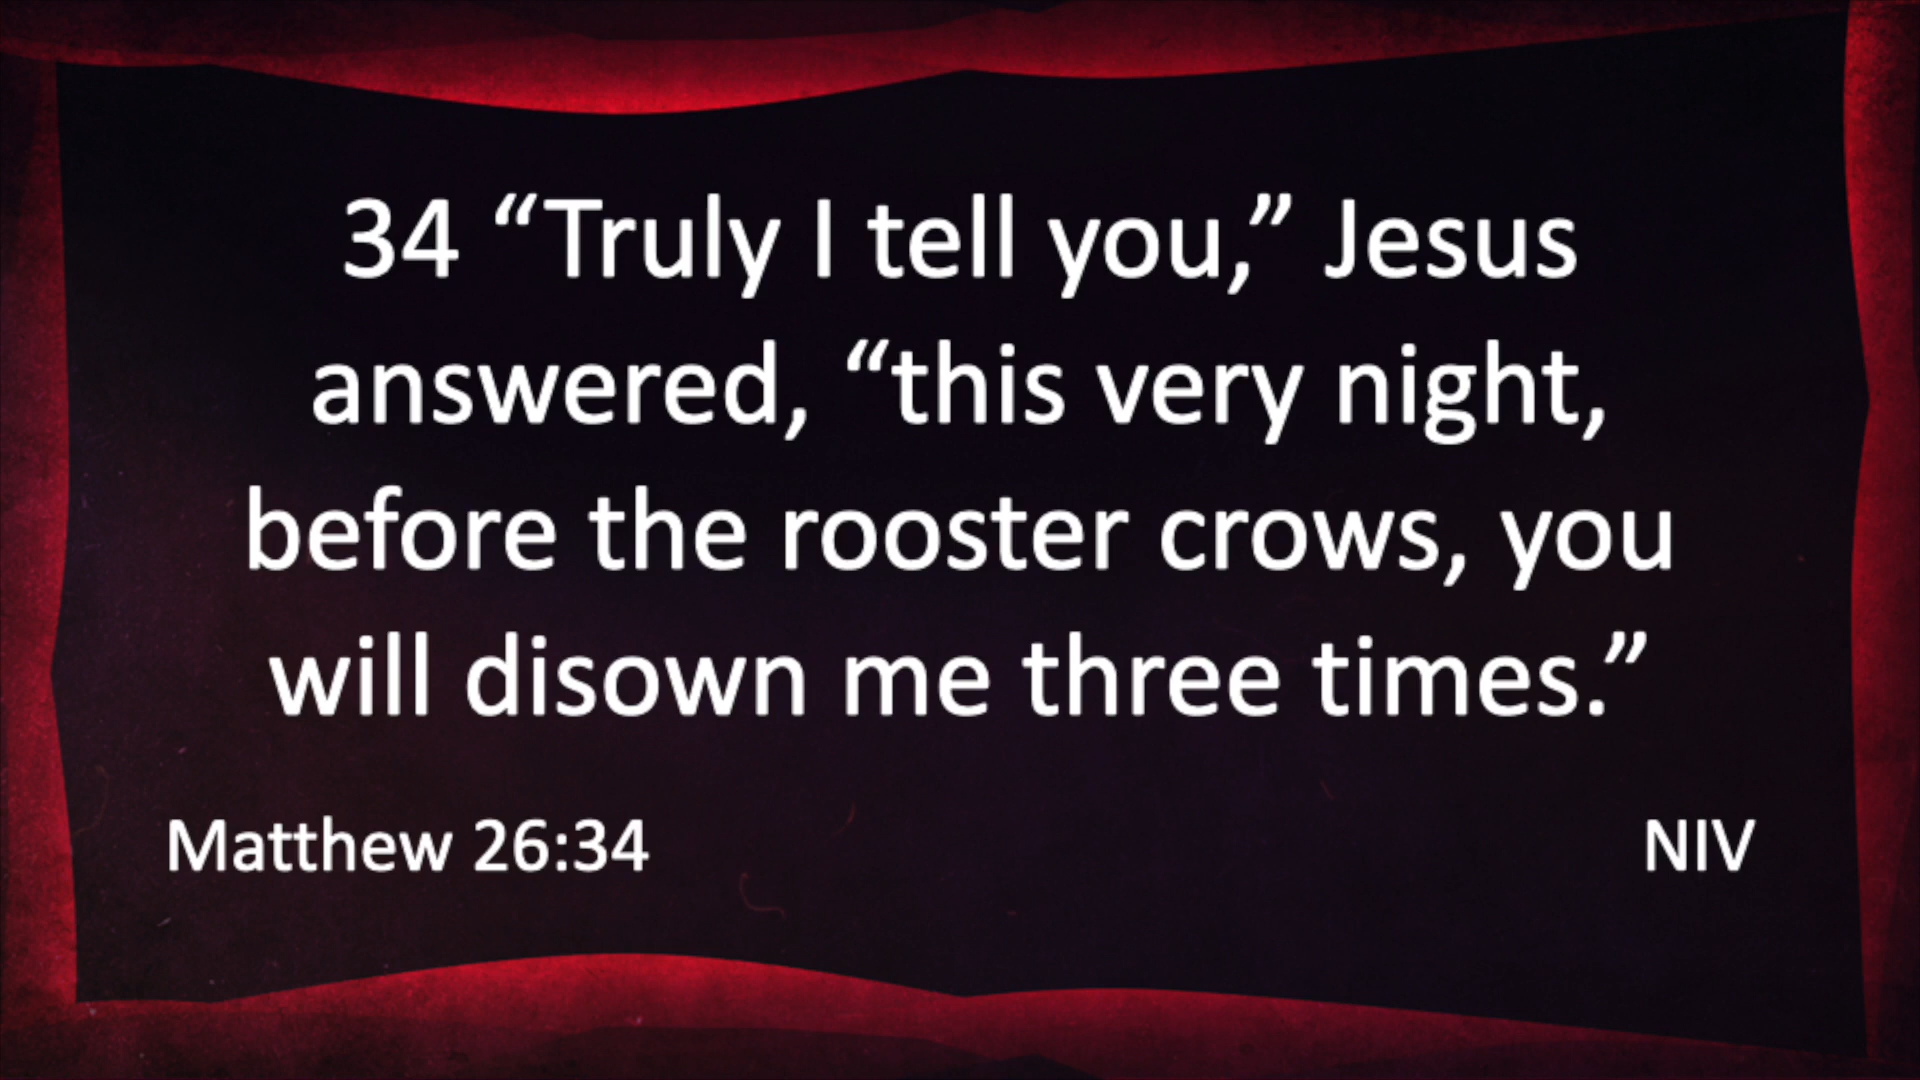 34 “Truly I tell you,” Jesus
answered, “this very night,
before the rooster crows, you
will disown me three times.”
Matthew 26:34
NIV